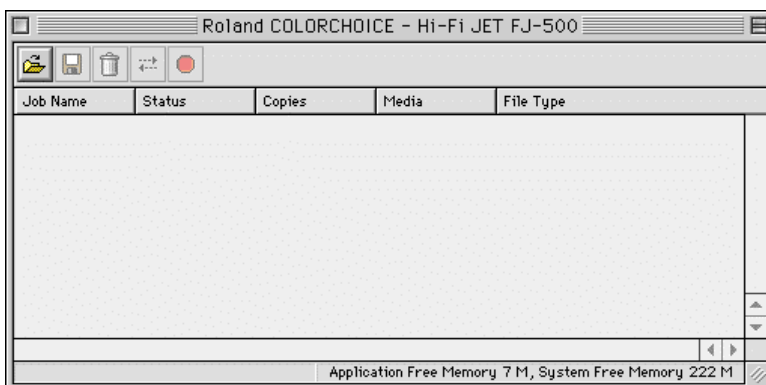 Roland COLORCHOICE - Hi-Fi JET FJ-500
Job Name Status Copies Media File Type
Application Free Memory 7 M, System Free Memory 222 M